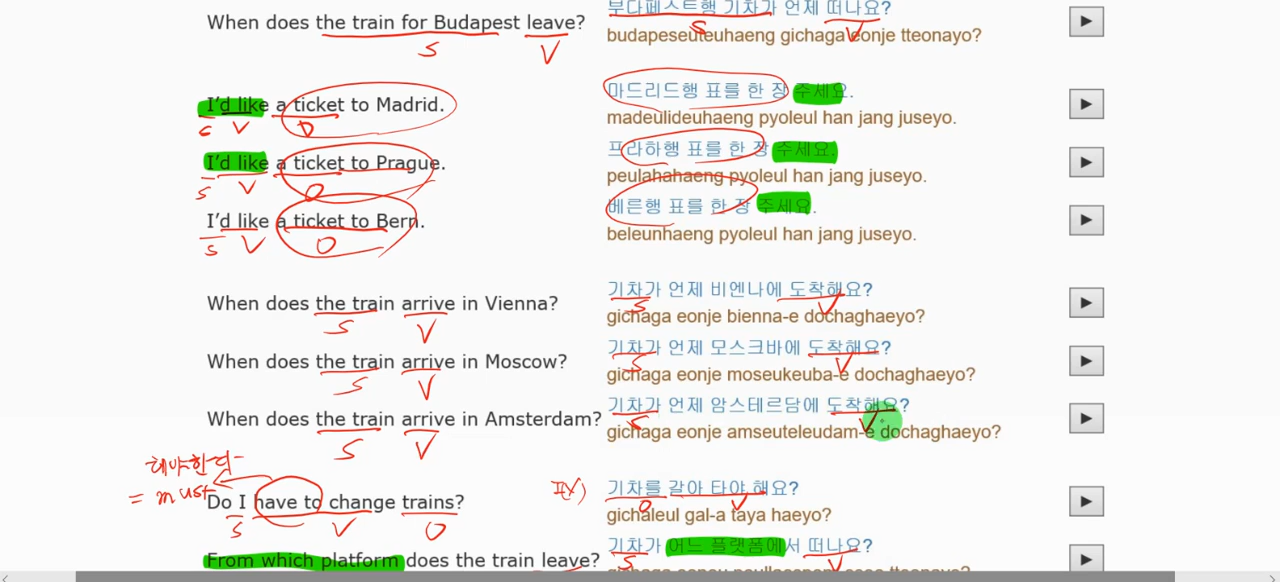 When does the train for Budapest leave?
부다페스트행 기차가 언제 떠나요?
S
S
budapeseuteuhaeng gichaga eonje tteonayo?
V
V
I'd like a ticket to Madrid.
마드리드행 표를 한 장 주세요.
S V O
madeulideuhaeng pyoleul han jang juseyo.
I'd like a ticket to Prague.
프라하행 표를 한 장 주세요.
S V O
peulahahaeng pyoleul han jang juseyo.
I'd like a ticket to Bern.
베른행 표를 한 장 주세요.
S V O
beleunhaeng pyoleul han jang juseyo.
When does the train arrive in Vienna?
기차가 언제 비엔나에 도착해요?
S V
S V
gichaga eonje bienna-e dochaghaeyo?
When does the train arrive in Moscow?
기차가 언제 모스크바에 도착해요?
S V
S V
gichaga eonje moseukeuba-e dochaghaeyo?
When does the train arrive in Amsterdam?
기차가 언제 암스테르담에 도착해요?
S V
S V
gichaga eonje amseuteleudam-e dochaghaeyo?
해야한다
= must
Do I have to change trains?
I(X)
기차를 갈아 타야 해요?
S V O
O V
gichaleul gal-a taya haeyo?
From which platform does the train leave?
기차가 어느 플랫폼에서 떠나요?
S V